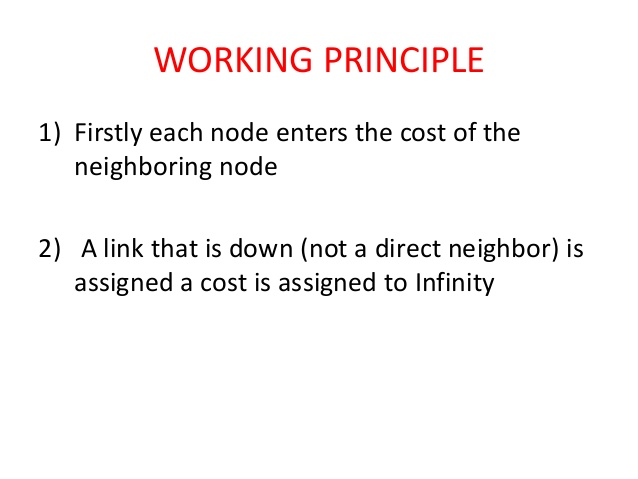 WORKING PRINCIPLE
1) Firstly each node enters the cost of the
neighboring node
2) A link that is down (not a direct neighbor) is
assigned a cost is assigned to Infinity